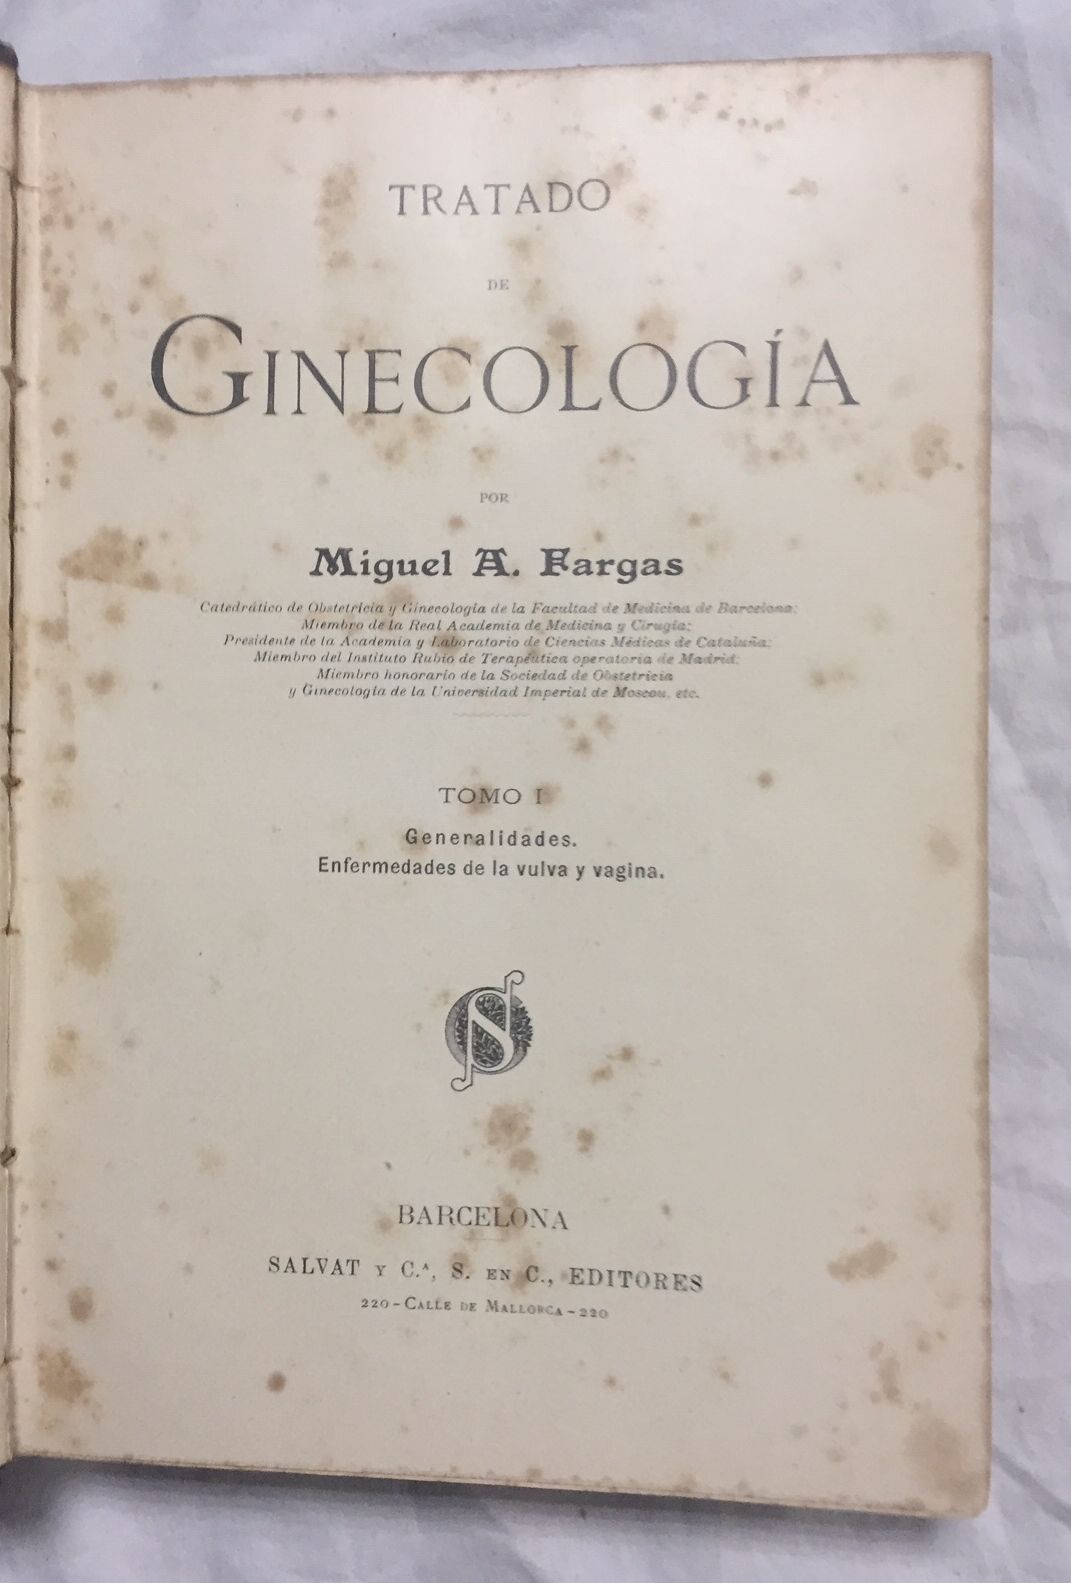 TRATADO
DE
GINECOLOGÍA
POR
Miguel A. Fargas
Catedrático de Obstetricia y Ginecología de la Facultad de Medicina de Barcelona;
Miembro de la Real Academia de Medicina y Cirugía;
Presidente de la Academia y Laboratorio de Ciencias Médicas de Cataluña;
Miembro del Instituto Rubio de Terapéutica operatoria de Madrid;
Miembro honorario de la Sociedad de Obstetricia
y Ginecología de la Universidad Imperial de Moscou, etc.
TOMO I
Generalidades.
Enfermedades de la vulva y vagina.
BARCELONA
SALVAT Y C.ª, S. EN C., EDITORES
220-CALLE DE MALLORCA-220